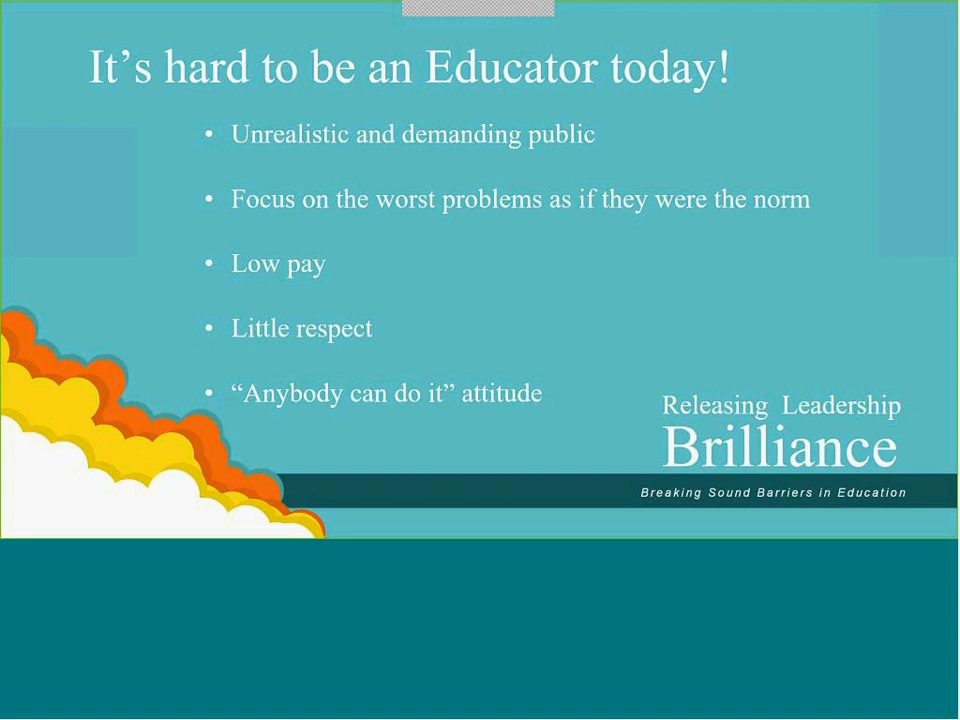 It’s hard to be an Educator today!
• Unrealistic and demanding public
• Focus on the worst problems as if they were the norm
• Low pay
• Little respect
• “Anybody can do it” attitude
Releasing Leadership
Brilliance
Breaking Sound Barriers in Education